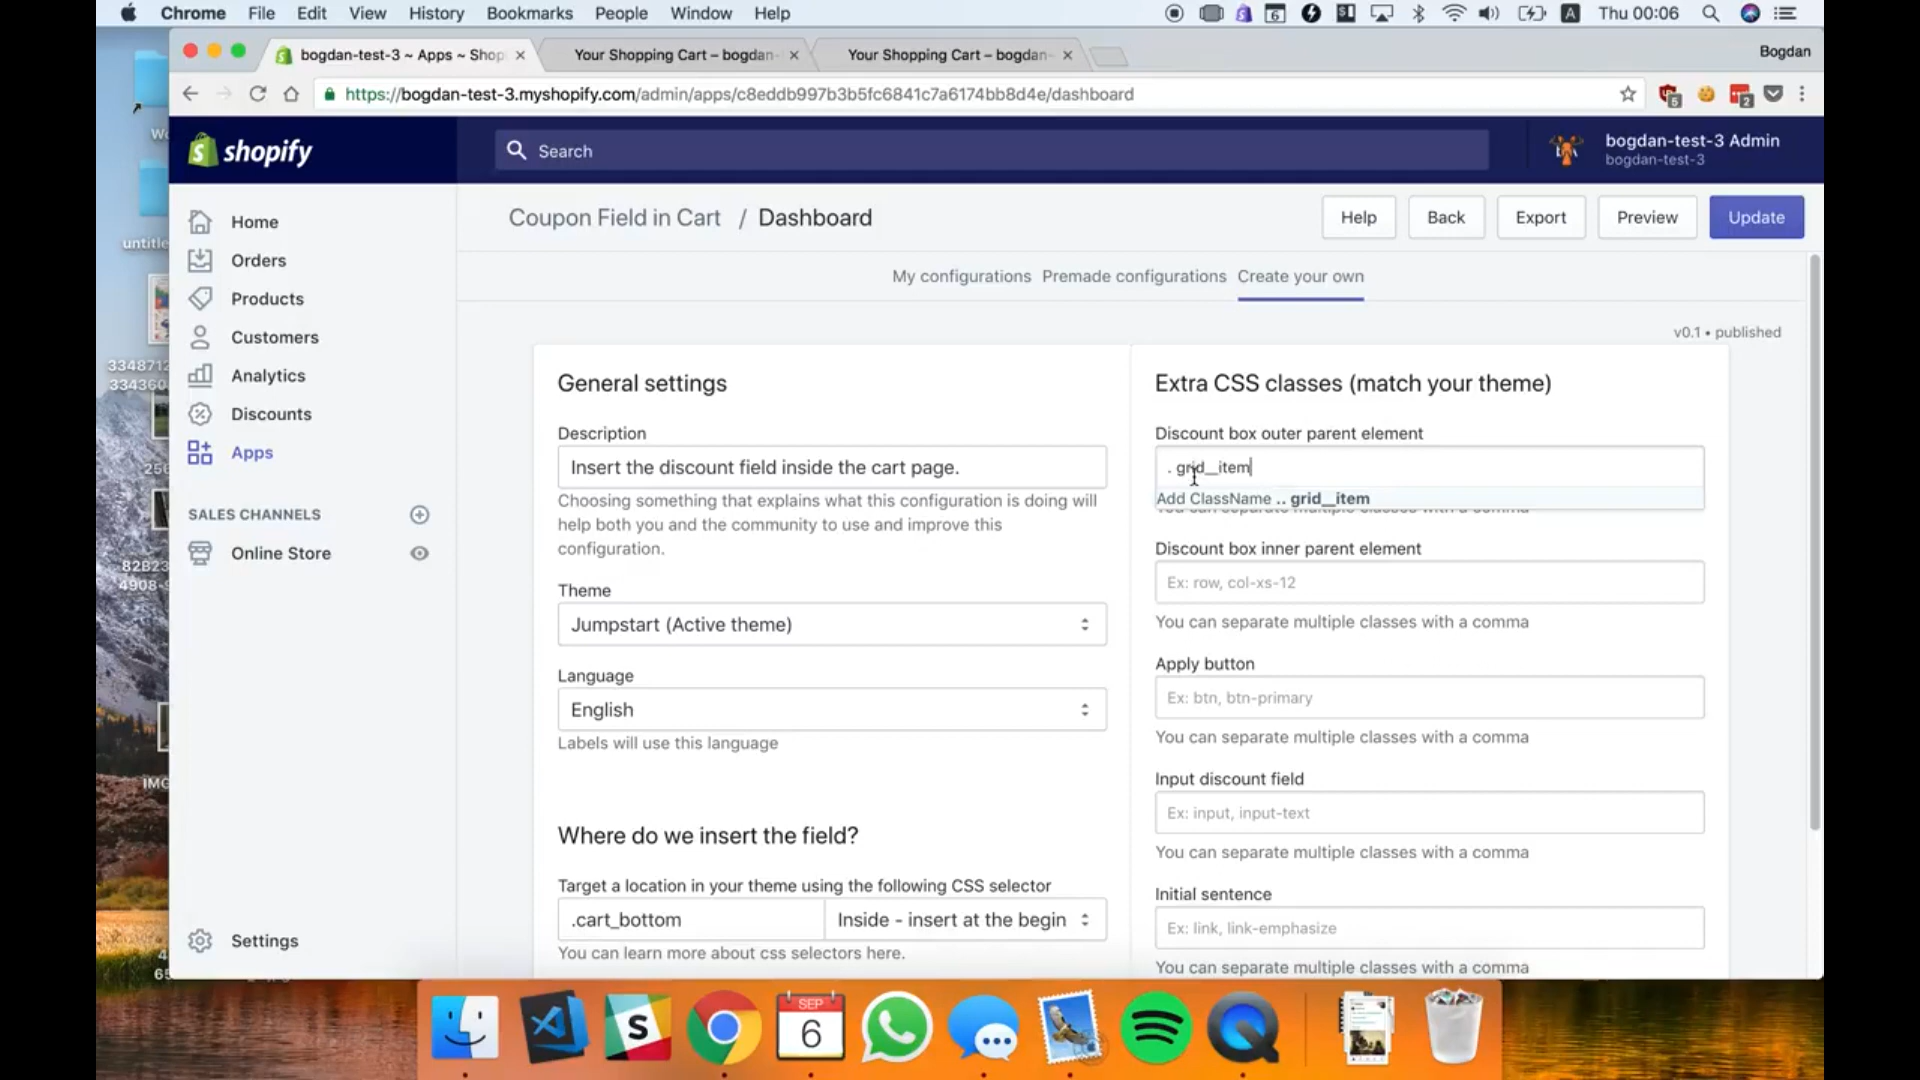 Chrome File Edit View History Bookmarks People Window Help Thu 00:06
bogdan-test-3 ~ Apps ~ Shop
Your Shopping Cart – bogdan-
Your Shopping Cart – bogdan-
Bogdan
https://bogdan-test-3.myshopify.com/admin/apps/c8eddb997b3b5fc6841c7a6174bb8d4e/dashboard
5
2
shopify
Search
bogdan-test-3 Admin
bogdan-test-3
Coupon Field in Cart / Dashboard
Help
Back
Export
Preview
Update
My configurations
Premade configurations
Create your own
Home
Orders
Products
Customers
Analytics
Discounts
Apps
SALES CHANNELS
Online Store
Settings
v0.1 • published
General settings
Description
Insert the discount field inside the cart page.
Choosing something that explains what this configuration is doing will
help both you and the community to use and improve this
configuration.
Theme
Jumpstart (Active theme)
Language
English
Labels will use this language
Where do we insert the field?
Target a location in your theme using the following CSS selector
.cart_bottom
Inside - insert at the begin
You can learn more about css selectors here.
Extra CSS classes (match your theme)
Discount box outer parent element
. grid__item
Add ClassName .. grid__item
You can separate multiple classes with a comma
Discount box inner parent element
Ex: row, col-xs-12
You can separate multiple classes with a comma
Apply button
Ex: btn, btn-primary
You can separate multiple classes with a comma
Input discount field
Ex: input, input-text
You can separate multiple classes with a comma
Initial sentence
Ex: link, link-emphasize
You can separate multiple classes with a comma
untitle
334871
334360
82B23
4908-
IMG
SEP
6
S